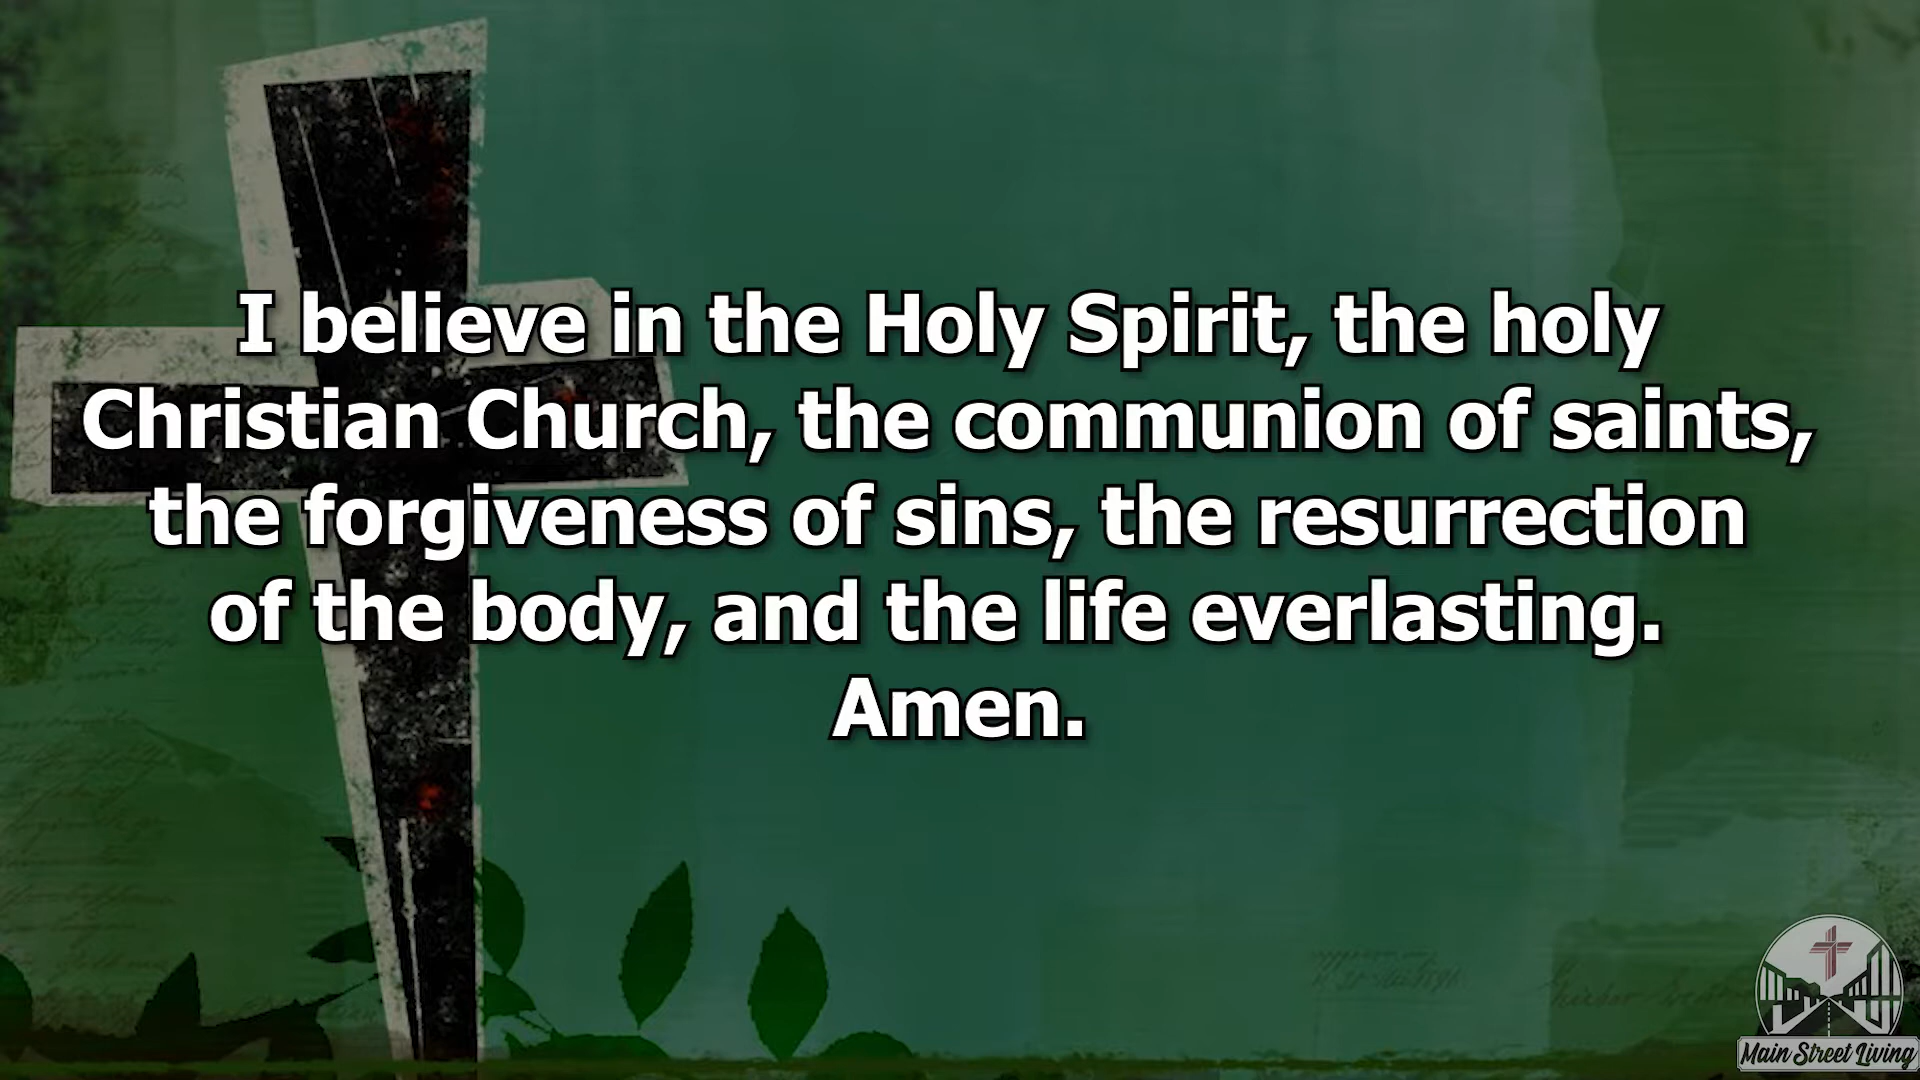 I believe in the Holy Spirit, the holy
Christian Church, the communion of saints,
the forgiveness of sins, the resurrection
of the body, and the life everlasting.
Amen.
Main Street Living